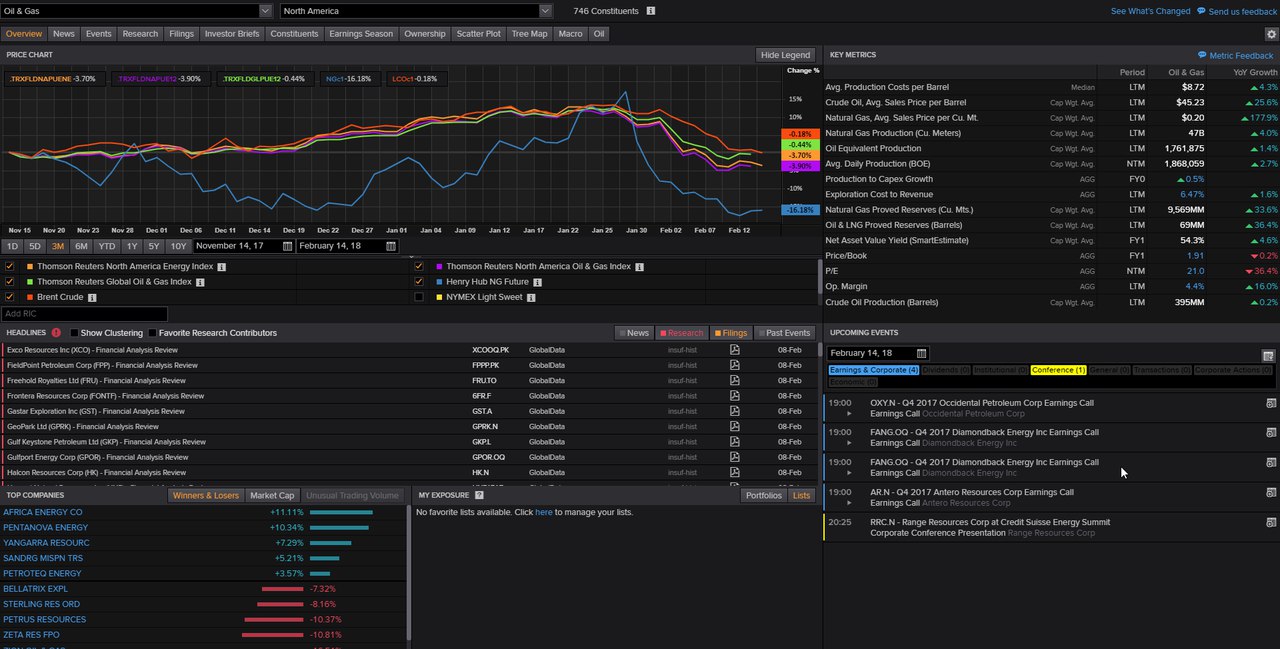 Oil & Gas North America 746 Constituents See What's Changed Send us feedback
Overview News Events Research Filings Investor Briefs Constituents Earnings Season Ownership Scatter Plot Tree Map Macro Oil
PRICE CHART Hide Legend
.TRXFLDNAPUENE -3.70% .TRXFLDNAPUE12 -3.90% .TRXFLDGLPUE12 -0.44% NGc1 -16.18% LCOc1 -0.18%
Change %
15%
10%
-0.18%
-0.44%
-3.70%
-3.90%
-10%
-16.18%
Nov 15 Nov 20 Nov 23 Nov 28 Dec 01 Dec 06 Dec 11 Dec 14 Dec 19 Dec 22 Dec 27 Jan 01 Jan 04 Jan 09 Jan 12 Jan 17 Jan 22 Jan 25 Jan 30 Feb 02 Feb 07 Feb 12
1D 5D 3M 6M YTD 1Y 5Y 10Y November 14, 17 February 14, 18
Thomson Reuters North America Energy Index Thomson Reuters North America Oil & Gas Index
Thomson Reuters Global Oil & Gas Index Henry Hub NG Future
Brent Crude NYMEX Light Sweet
Add RIC
HEADLINES Show Clustering Favorite Research Contributors News Research Filings Past Events
Exco Resources Inc (XCO) - Financial Analysis Review XCOOQ.PK GlobalData insuf-hist 08-Feb
FieldPoint Petroleum Corp (FPP) - Financial Analysis Review FPPP.PK GlobalData insuf-hist 08-Feb
Freehold Royalties Ltd (FRU) - Financial Analysis Review FRU.TO GlobalData insuf-hist 08-Feb
Frontera Resources Corp (FONTF) - Financial Analysis Review 6FR.F GlobalData insuf-hist 08-Feb
Gastar Exploration Inc (GST) - Financial Analysis Review GST.A GlobalData insuf-hist 08-Feb
GeoPark Ltd (GPRK) - Financial Analysis Review GPRK.N GlobalData insuf-hist 08-Feb
Gulf Keystone Petroleum Ltd (GKP) - Financial Analysis Review GKP.L GlobalData insuf-hist 08-Feb
Gulfport Energy Corp (GPOR) - Financial Analysis Review GPOR.OQ GlobalData insuf-hist 08-Feb
Halcon Resources Corp (HK) - Financial Analysis Review HK.N GlobalData insuf-hist 08-Feb
TOP COMPANIES Winners & Losers Market Cap Unusual Trading Volume
AFRICA ENERGY CO +11.11%
PENTANOVA ENERGY +10.34%
YANGARRA RESOURC +7.29%
SANDRG MISPN TRS +5.21%
PETROTEQ ENERGY +3.57%
BELLATRIX EXPL -7.32%
STERLING RES ORD -8.16%
PETRUS RESOURCES -10.37%
ZETA RES FPO -10.81%
MY EXPOSURE ? Portfolios Lists
No favorite lists available. Click here to manage your lists.
KEY METRICS Metric Feedback
Period Oil & Gas YoY Growth
Avg. Production Costs per Barrel Median LTM $8.72 4.3%
Crude Oil, Avg. Sales Price per Barrel Cap Wgt. Avg. LTM $45.23 25.6%
Natural Gas, Avg. Sales Price per Cu. Mt. Cap Wgt. Avg. LTM $0.20 177.9%
Natural Gas Production (Cu. Meters) Cap Wgt. Avg. LTM 47B 4.0%
Oil Equivalent Production Cap Wgt. Avg. LTM 1,761,875 1.4%
Avg. Daily Production (BOE) Cap Wgt. Avg. NTM 1,868,059 2.7%
Production to Capex Growth AGG FY0 0.5%
Exploration Cost to Revenue AGG LTM 6.47% 1.6%
Natural Gas Proved Reserves (Cu. Mts.) Cap Wgt. Avg. LTM 9,569MM 33.6%
Oil & LNG Proved Reserves (Barrels) Cap Wgt. Avg. LTM 69MM 36.4%
Net Asset Value Yield (SmartEstimate) Cap Wgt. Avg. FY1 54.3% 4.6%
Price/Book AGG FY1 1.91 0.2%
P/E AGG NTM 21.0 36.4%
Op. Margin AGG LTM 4.4% 16.0%
Crude Oil Production (Barrels) Cap Wgt. Avg. LTM 395MM 0.2%
UPCOMING EVENTS
February 14, 18
Earnings & Corporate (4) Dividends (0) Institutional (0) Conference (1) General (0) Transactions (0) Corporate Actions (0)
Economic (0)
19:00 OXY.N - Q4 2017 Occidental Petroleum Corp Earnings Call
Earnings Call Occidental Petroleum Corp
19:00 FANG.OQ - Q4 2017 Diamondback Energy Inc Earnings Call
Earnings Call Diamondback Energy Inc
19:00 FANG.OQ - Q4 2017 Diamondback Energy Inc Earnings Call
Earnings Call Diamondback Energy Inc
19:00 AR.N - Q4 2017 Antero Resources Corp Earnings Call
Earnings Call Antero Resources Corp
20:25 RRC.N - Range Resources Corp at Credit Suisse Energy Summit
Corporate Conference Presentation Range Resources Corp